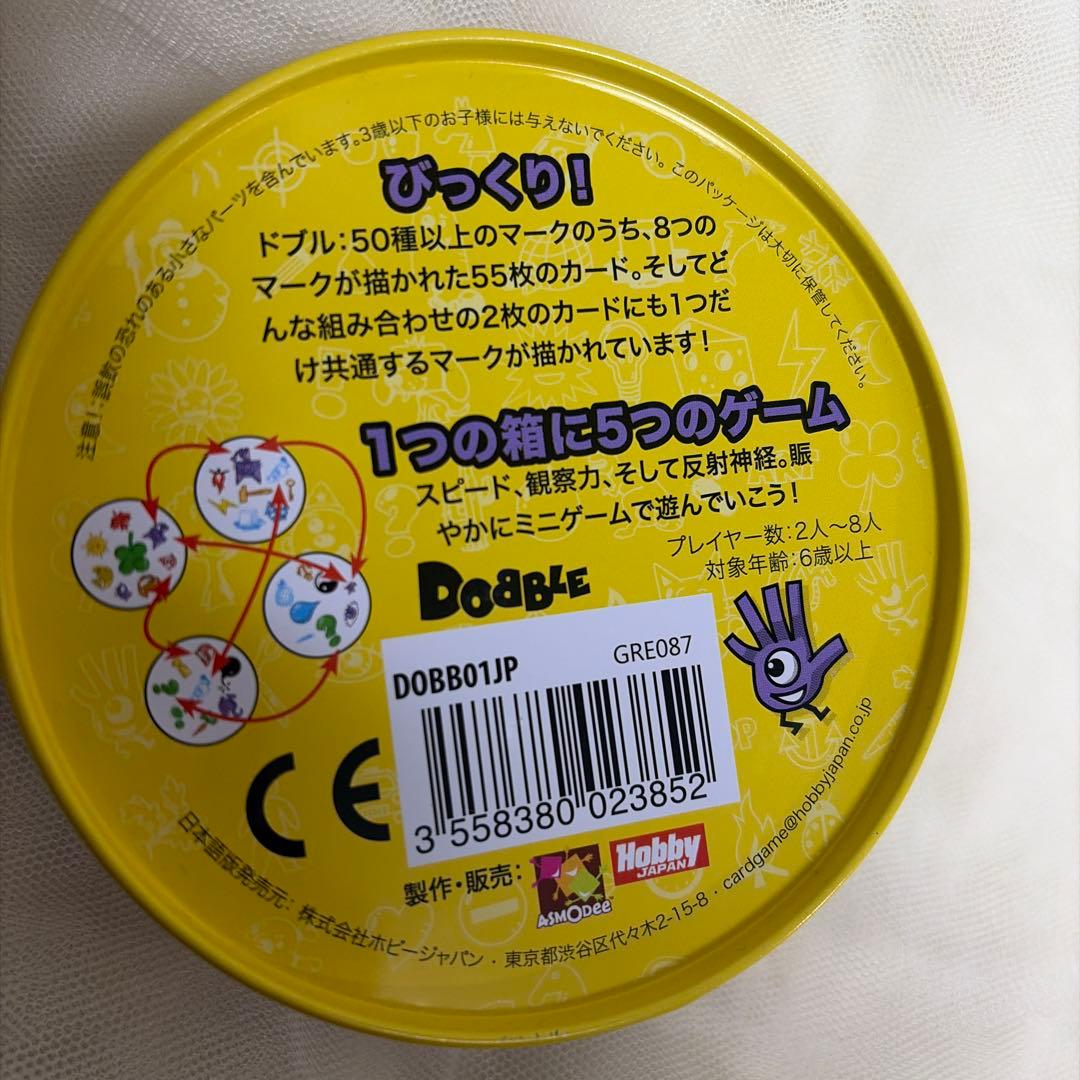 注意!:誤飲の恐れのある小さなパーツを含んでいます。3歳以下のお子様には与えないでください。このパッケージは大切に保管してください。
びっくり!
ドブル:50種以上のマークのうち、8つの
マークが描かれた55枚のカード。そしてど
んな組み合わせの2枚のカードにも1つだ
け共通するマークが描かれています!
1つの箱に5つのゲーム
スピード、観察力、そして反射神経。賑
やかにミニゲームで遊んでいこう!
プレイヤー数:2人〜8人
対象年齢:6歳以上
DOBBLE
DOBB01JP GRE087
3 558380 023852
CE
製作・販売:
ASMODee
Hobby
JAPAN
日本語版発売元: 株式会社ホビージャパン・東京都渋谷区代々木2-15-8・cardgame@hobbyjapan.co.jp